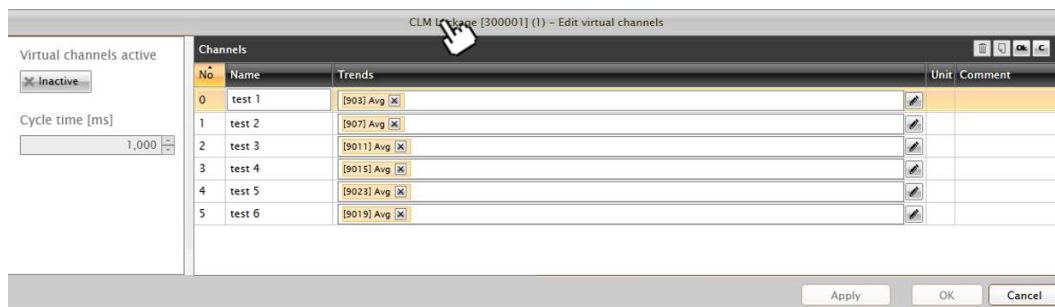 CLM Package [300001] (1) – Edit virtual channels
Virtual channels active
Inactive
Cycle time [ms]
1,000
Channels
Ok C
No Name Trends Unit Comment
0 test 1 [903] Avg
1 test 2 [907] Avg
2 test 3 [9011] Avg
3 test 4 [9015] Avg
4 test 5 [9023] Avg
5 test 6 [9019] Avg
Apply OK Cancel